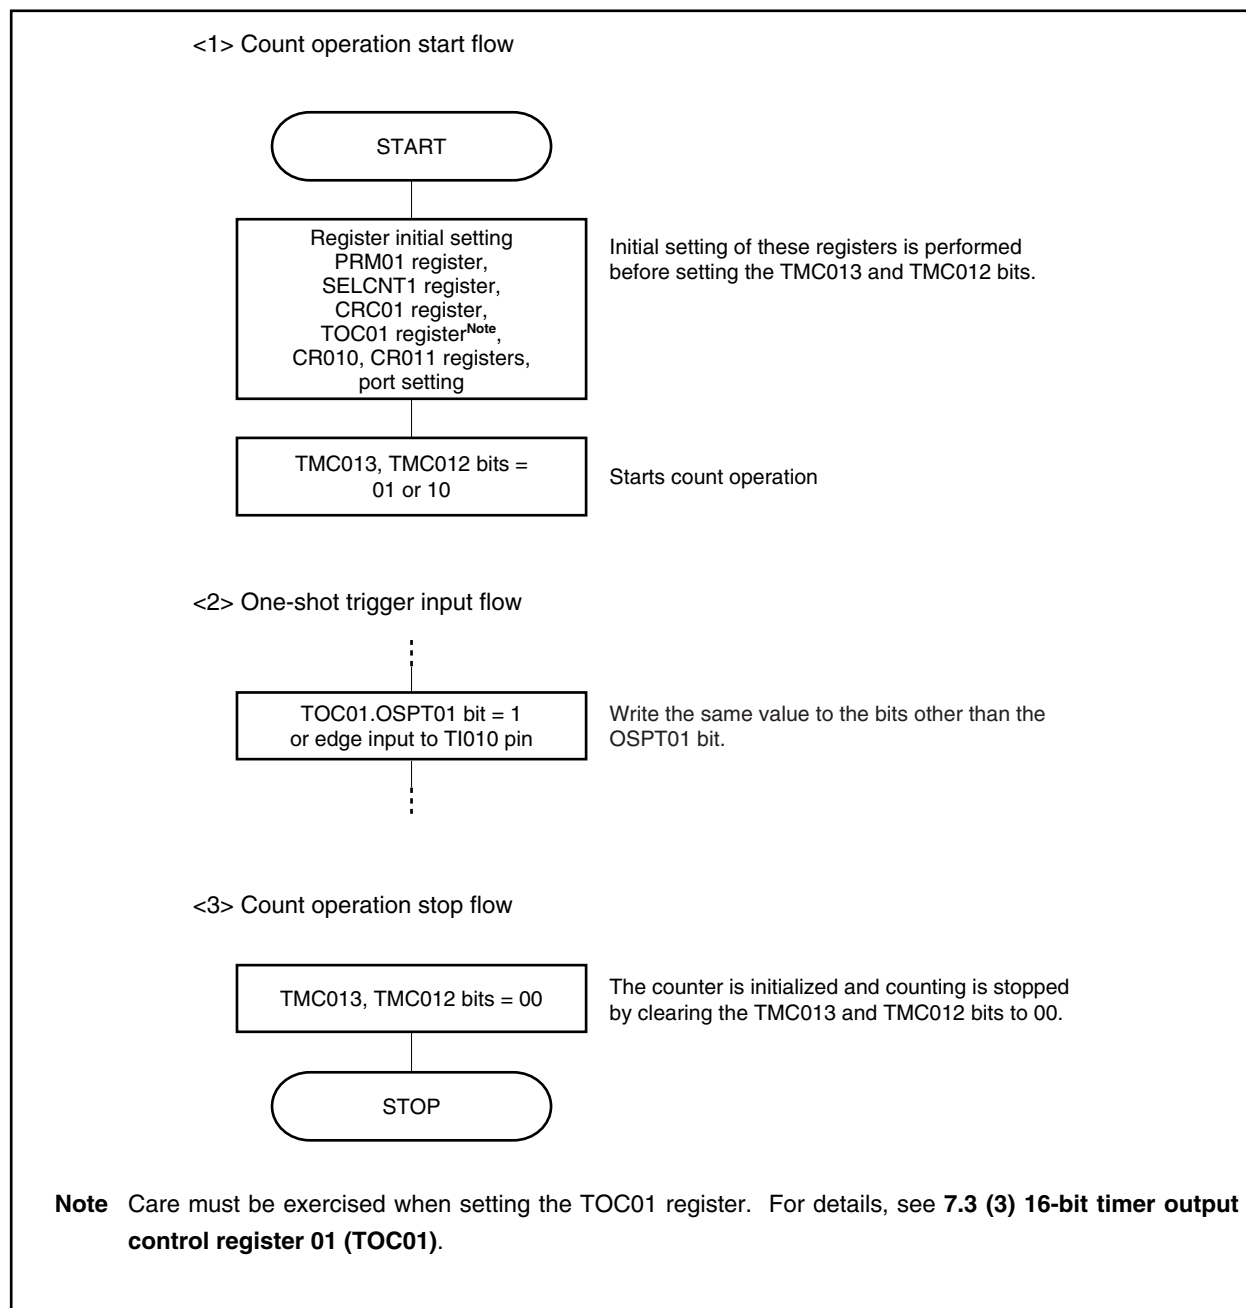 <1> Count operation start flow
START
Register initial setting
PRM01 register,
SELCNT1 register,
CRC01 register,
TOC01 registerNote,
CR010, CR011 registers,
port setting
Initial setting of these registers is performed
before setting the TMC013 and TMC012 bits.
TMC013, TMC012 bits =
01 or 10
Starts count operation
<2> One-shot trigger input flow
TOC01.OSPT01 bit = 1
or edge input to TI010 pin
Write the same value to the bits other than the
OSPT01 bit.
<3> Count operation stop flow
TMC013, TMC012 bits = 00
The counter is initialized and counting is stopped
by clearing the TMC013 and TMC012 bits to 00.
STOP
Note Care must be exercised when setting the TOC01 register. For details, see 7.3 (3) 16-bit timer output
control register 01 (TOC01).